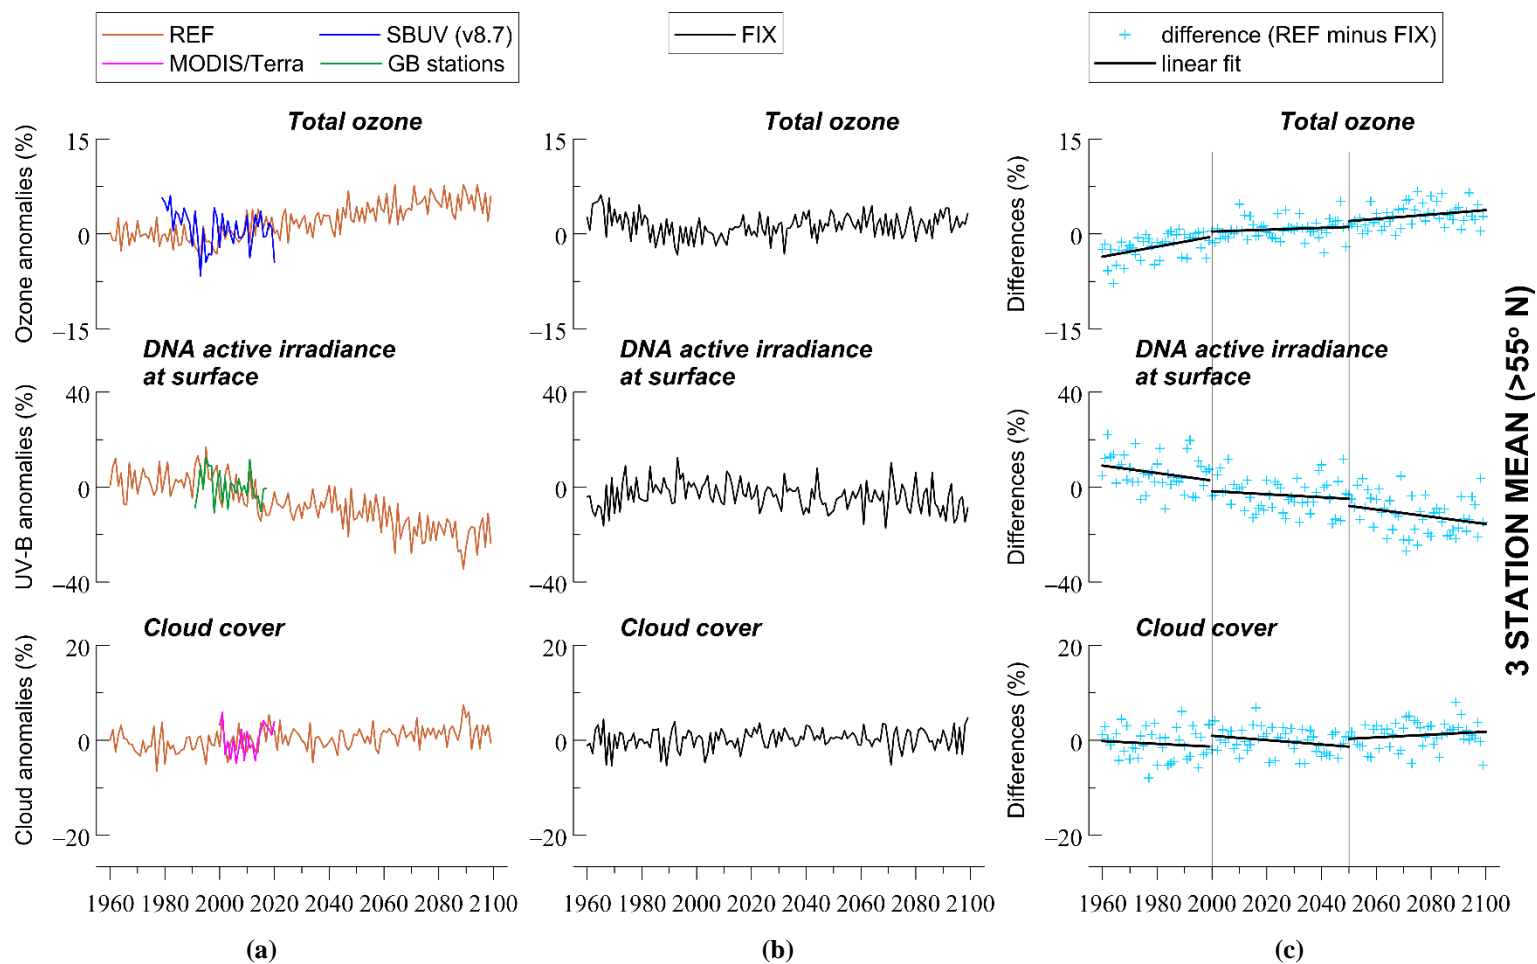 REF
SBUV (v8.7)
MODIS/Terra
GB stations
FIX
difference (REF minus FIX)
linear fit
Total ozone
Total ozone
Total ozone
Ozone anomalies (%)
15
0
−15
15
0
−15
Differences (%)
15
0
−15
DNA active irradiance
at surface
DNA active irradiance
at surface
DNA active irradiance
at surface
UV-B anomalies (%)
40
0
−40
40
0
−40
Differences (%)
40
0
−40
Cloud cover
Cloud cover
Cloud cover
Cloud anomalies (%)
20
0
−20
20
0
−20
Differences (%)
20
0
−20
3 STATION MEAN (>55º N)
1960 1980 2000 2020 2040 2060 2080 2100
1960 1980 2000 2020 2040 2060 2080 2100
1960 1980 2000 2020 2040 2060 2080 2100
(a)
(b)
(c)